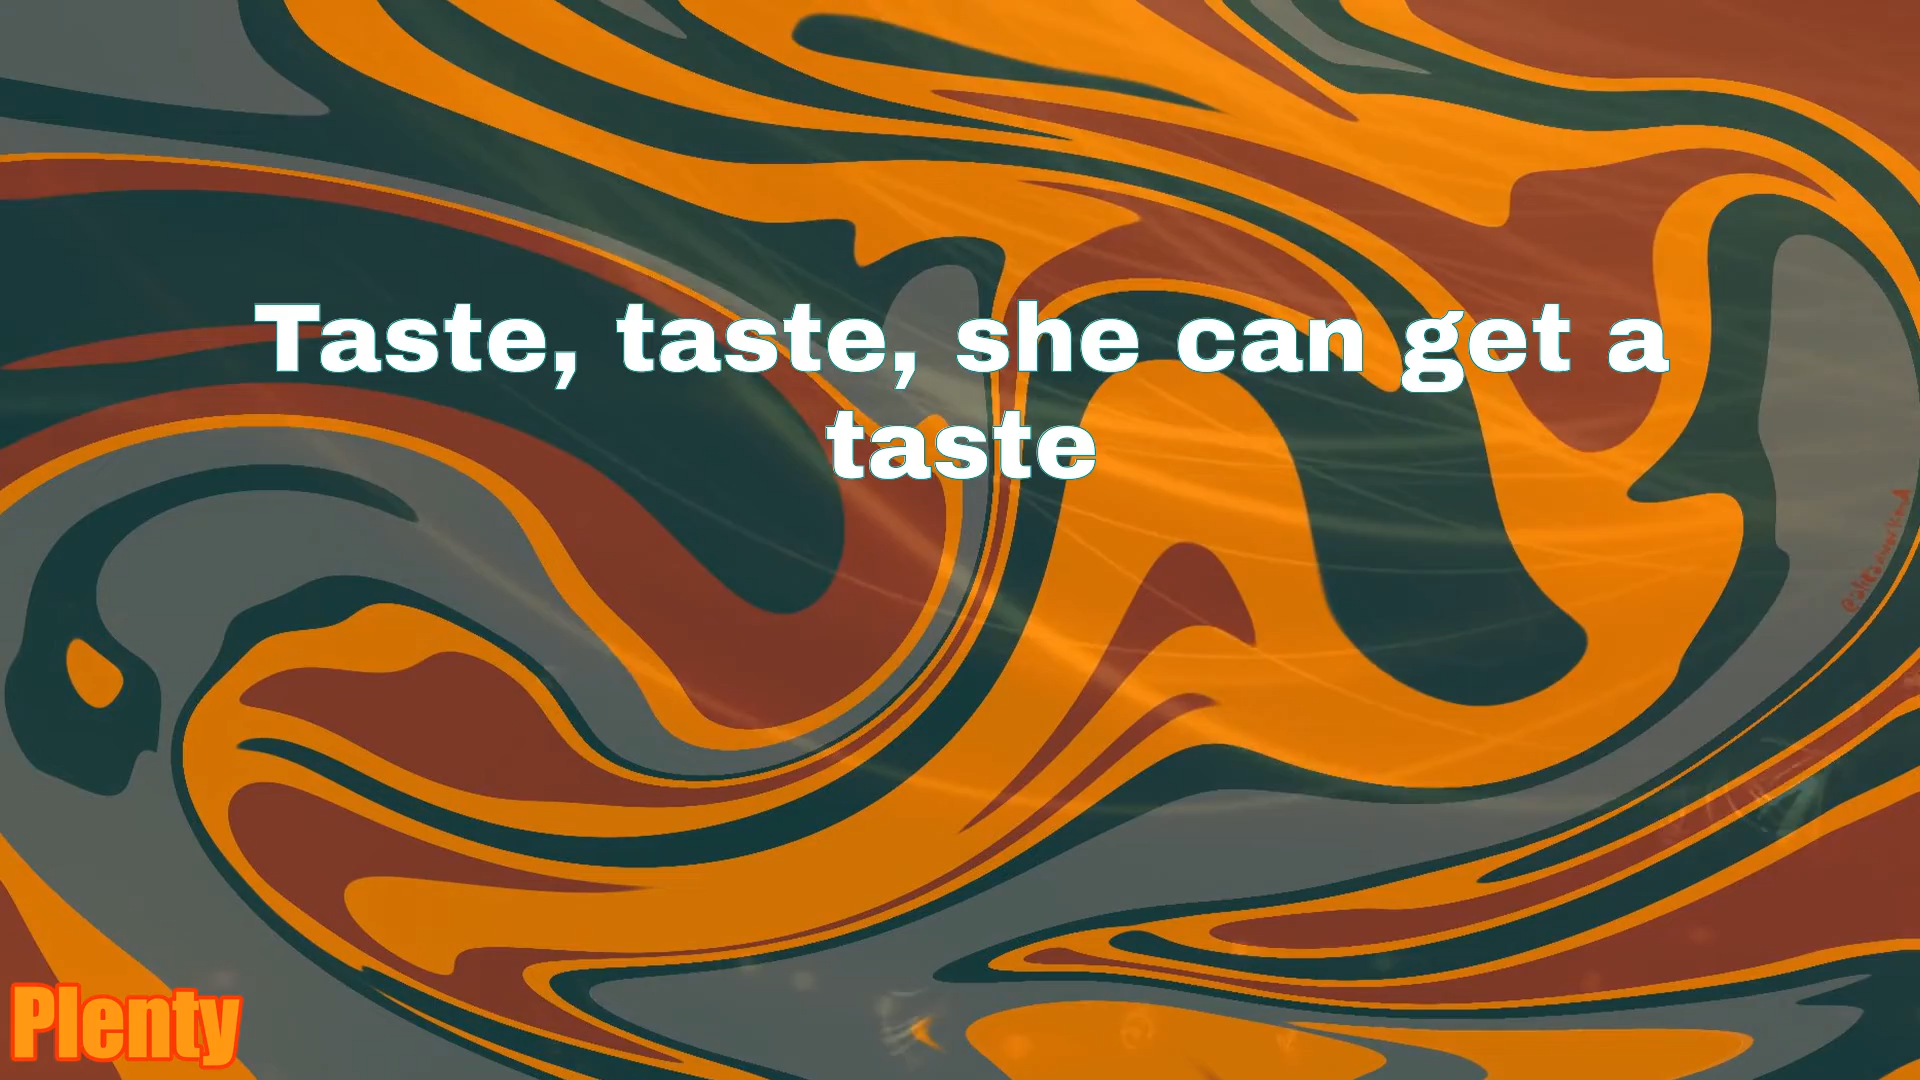 Taste, taste, she can get a
taste
Plenty